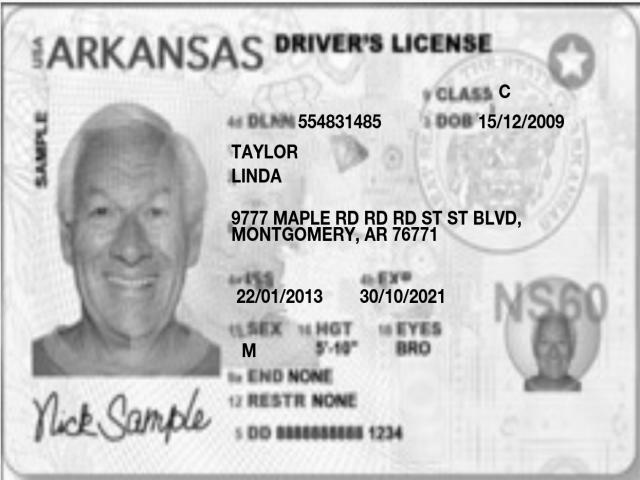 USA ARKANSAS DRIVER'S LICENSE
SAMPLE
9 CLASS C
4d DLNN 554831485 3 DOB 15/12/2009
TAYLOR
LINDA
9777 MAPLE RD RD RD ST ST BLVD,
MONTGOMERY, AR 76771
ISS EXP
22/01/2013 30/10/2021
NS60
15 SEX 16 HGT 18 EYES
M 5'-10" BRO
9a END NONE
12 RESTR NONE
Nick Sample
5 DD 8888888888 1234